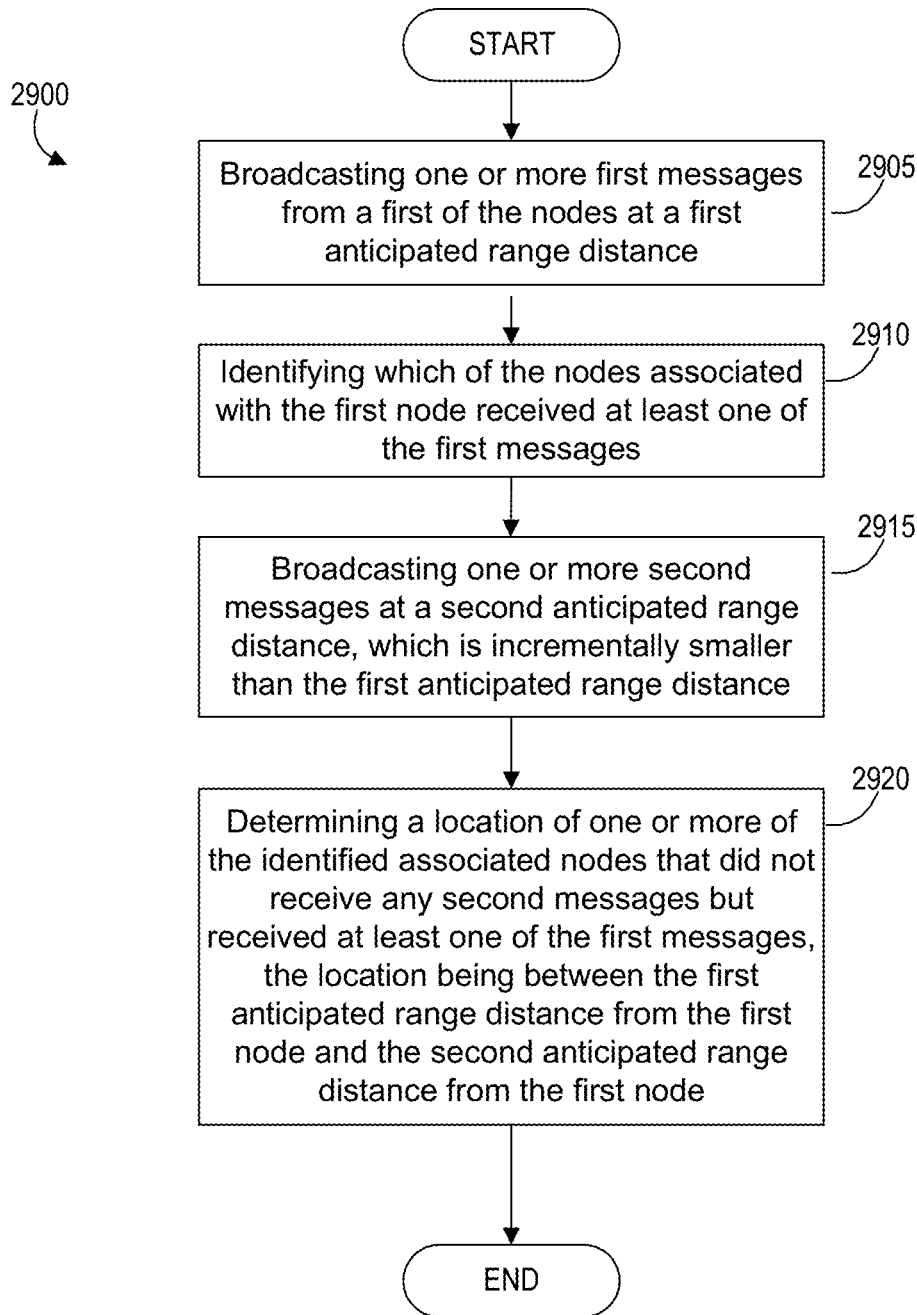 START
2900
Broadcasting one or more first messages
from a first of the nodes at a first
anticipated range distance
2905
Identifying which of the nodes associated
with the first node received at least one of
the first messages
2910
Broadcasting one or more second
messages at a second anticipated range
distance, which is incrementally smaller
than the first anticipated range distance
2915
Determining a location of one or more of
the identified associated nodes that did not
receive any second messages but
received at least one of the first messages,
the location being between the first
anticipated range distance from the first
node and the second anticipated range
distance from the first node
2920
END